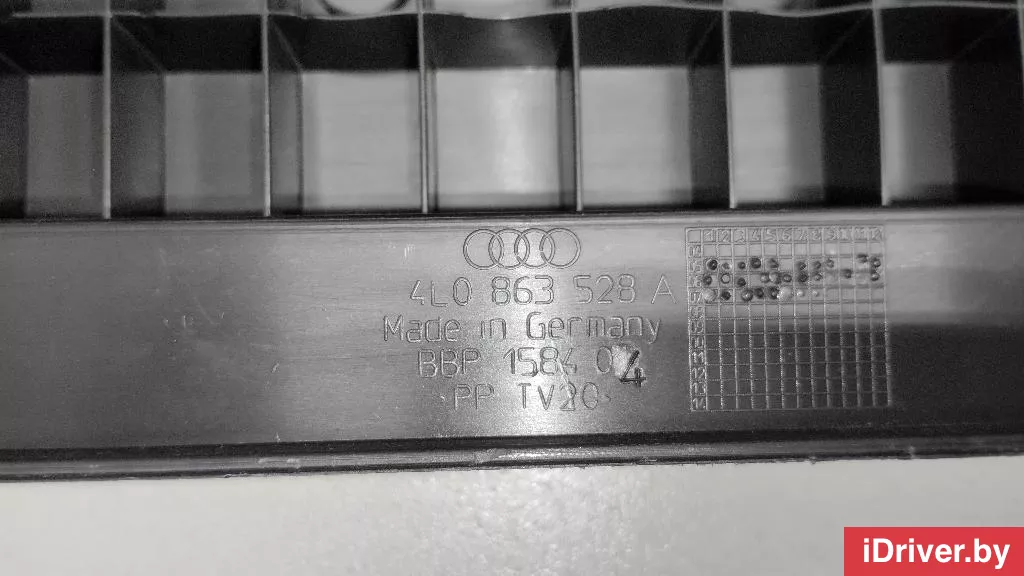 4L0 863 528 A
Made in Germany
BBP 1584 04
>PP TV20<
iDriver.by